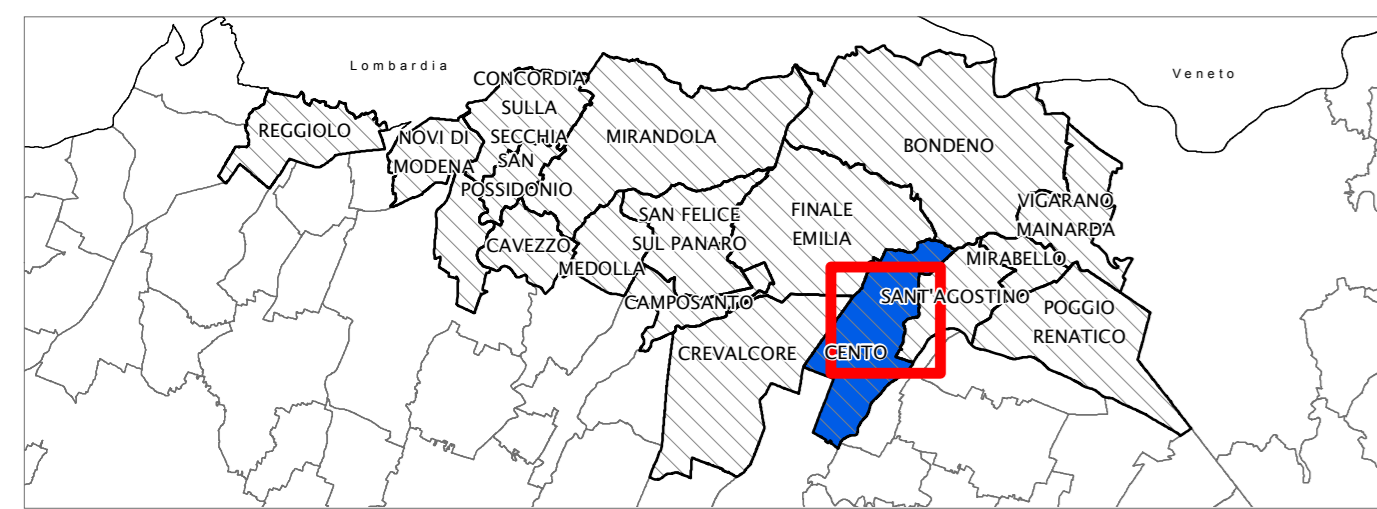 Lombardia
Veneto
CONCORDIA
SULLA
SECCHIA
REGGIOLO
NOVI DI
MODENA
SAN
POSSIDONIO
MIRANDOLA
BONDENO
CAVEZZO
MEDOLLA
SAN FELICE
SUL PANARO
FINALE
EMILIA
VIGARANO
MAINARDA
MIRABELLO
CAMPOSANTO
SANT'AGOSTINO
POGGIO
RENATICO
CREVALCORE
CENTO